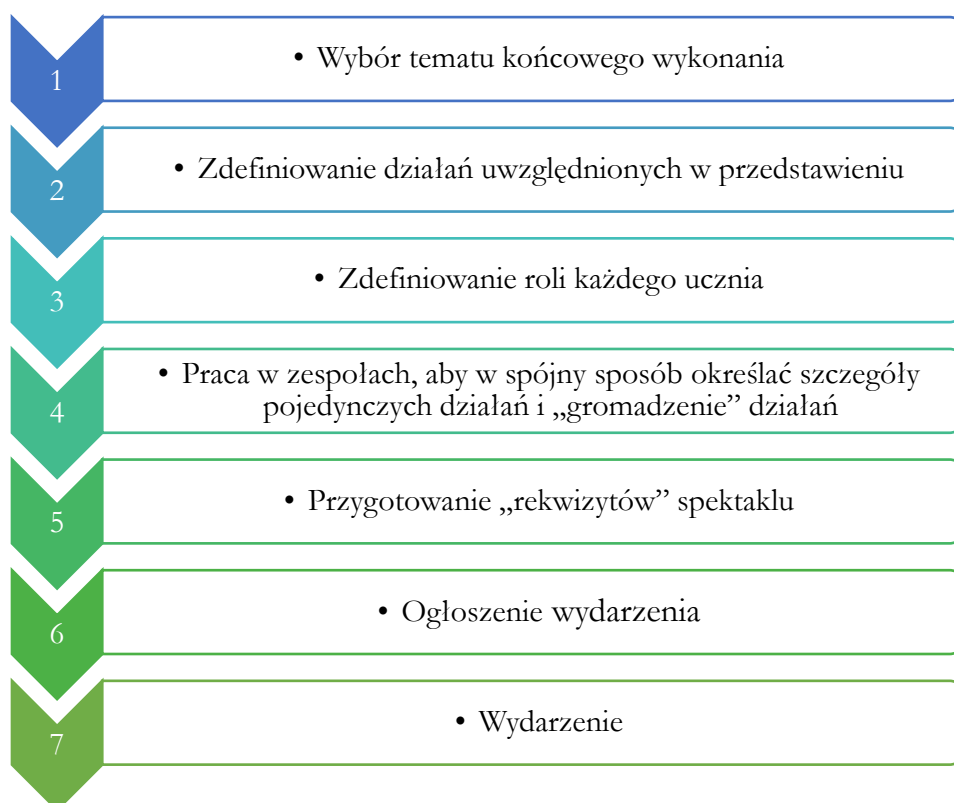 1
• Wybór tematu końcowego wykonania
2
• Zdefiniowanie działań uwzględnionych w przedstawieniu
3
• Zdefiniowanie roli każdego ucznia
4
• Praca w zespołach, aby w spójny sposób określać szczegóły
pojedynczych działań i „gromadzenie” działań
5
• Przygotowanie „rekwizytów” spektaklu
6
• Ogłoszenie wydarzenia
7
• Wydarzenie